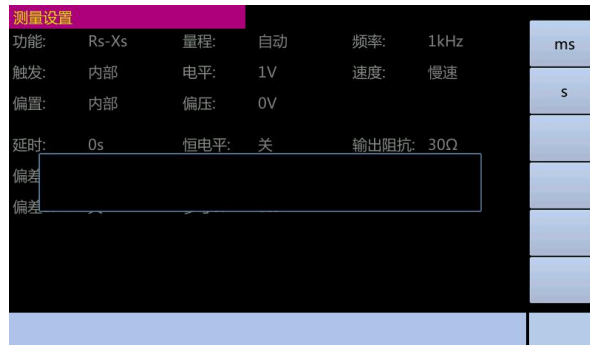 测量设置
功能: Rs-Xs 量程: 自动 频率: 1kHz
触发: 内部 电平: 1V 速度: 慢速
偏置: 内部 偏压: 0V
延时: 0s 恒电平: 关 输出阻抗: 30Ω
偏差
偏差
ms
s